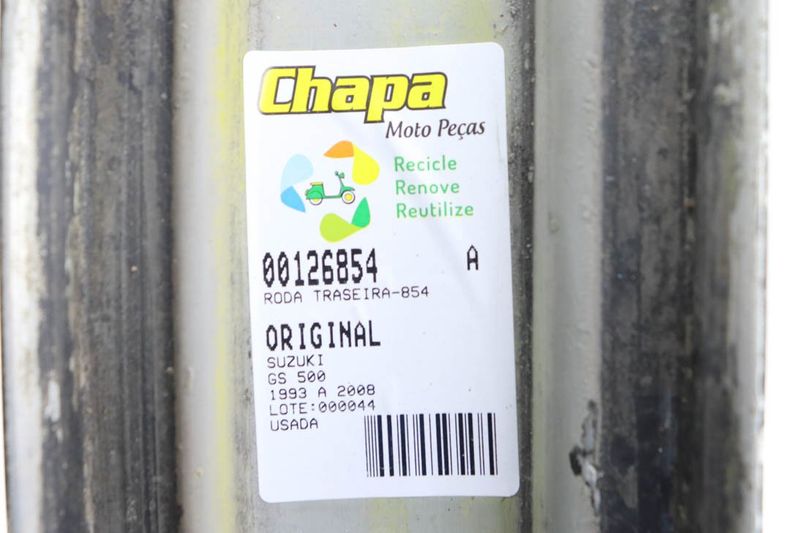 Chapa
Moto Peças
Recicle
Renove
Reutilize
00126854 A
RODA TRASEIRA-854
ORIGINAL
SUZUKI
GS 500
1993 A 2008
LOTE:000044
USADA